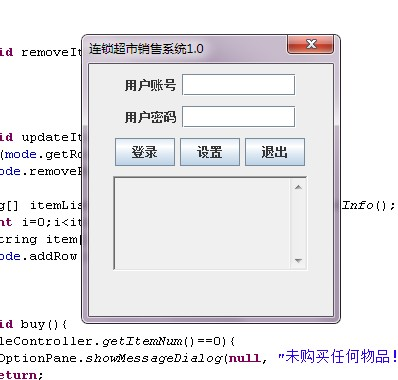 id removeIte
连锁超市销售系统1.0
用户账号
用户密码
id updateIt
(mode.getRo
ode.removeR
登录 设置 退出
g[] itemLis Info();
nt i=0;i<it
tring item[
ode.addRow
id buy(){
leController.getItemNum()==0){
OptionPane.showMessageDialog(null, "未购买任何物品!
eturn;